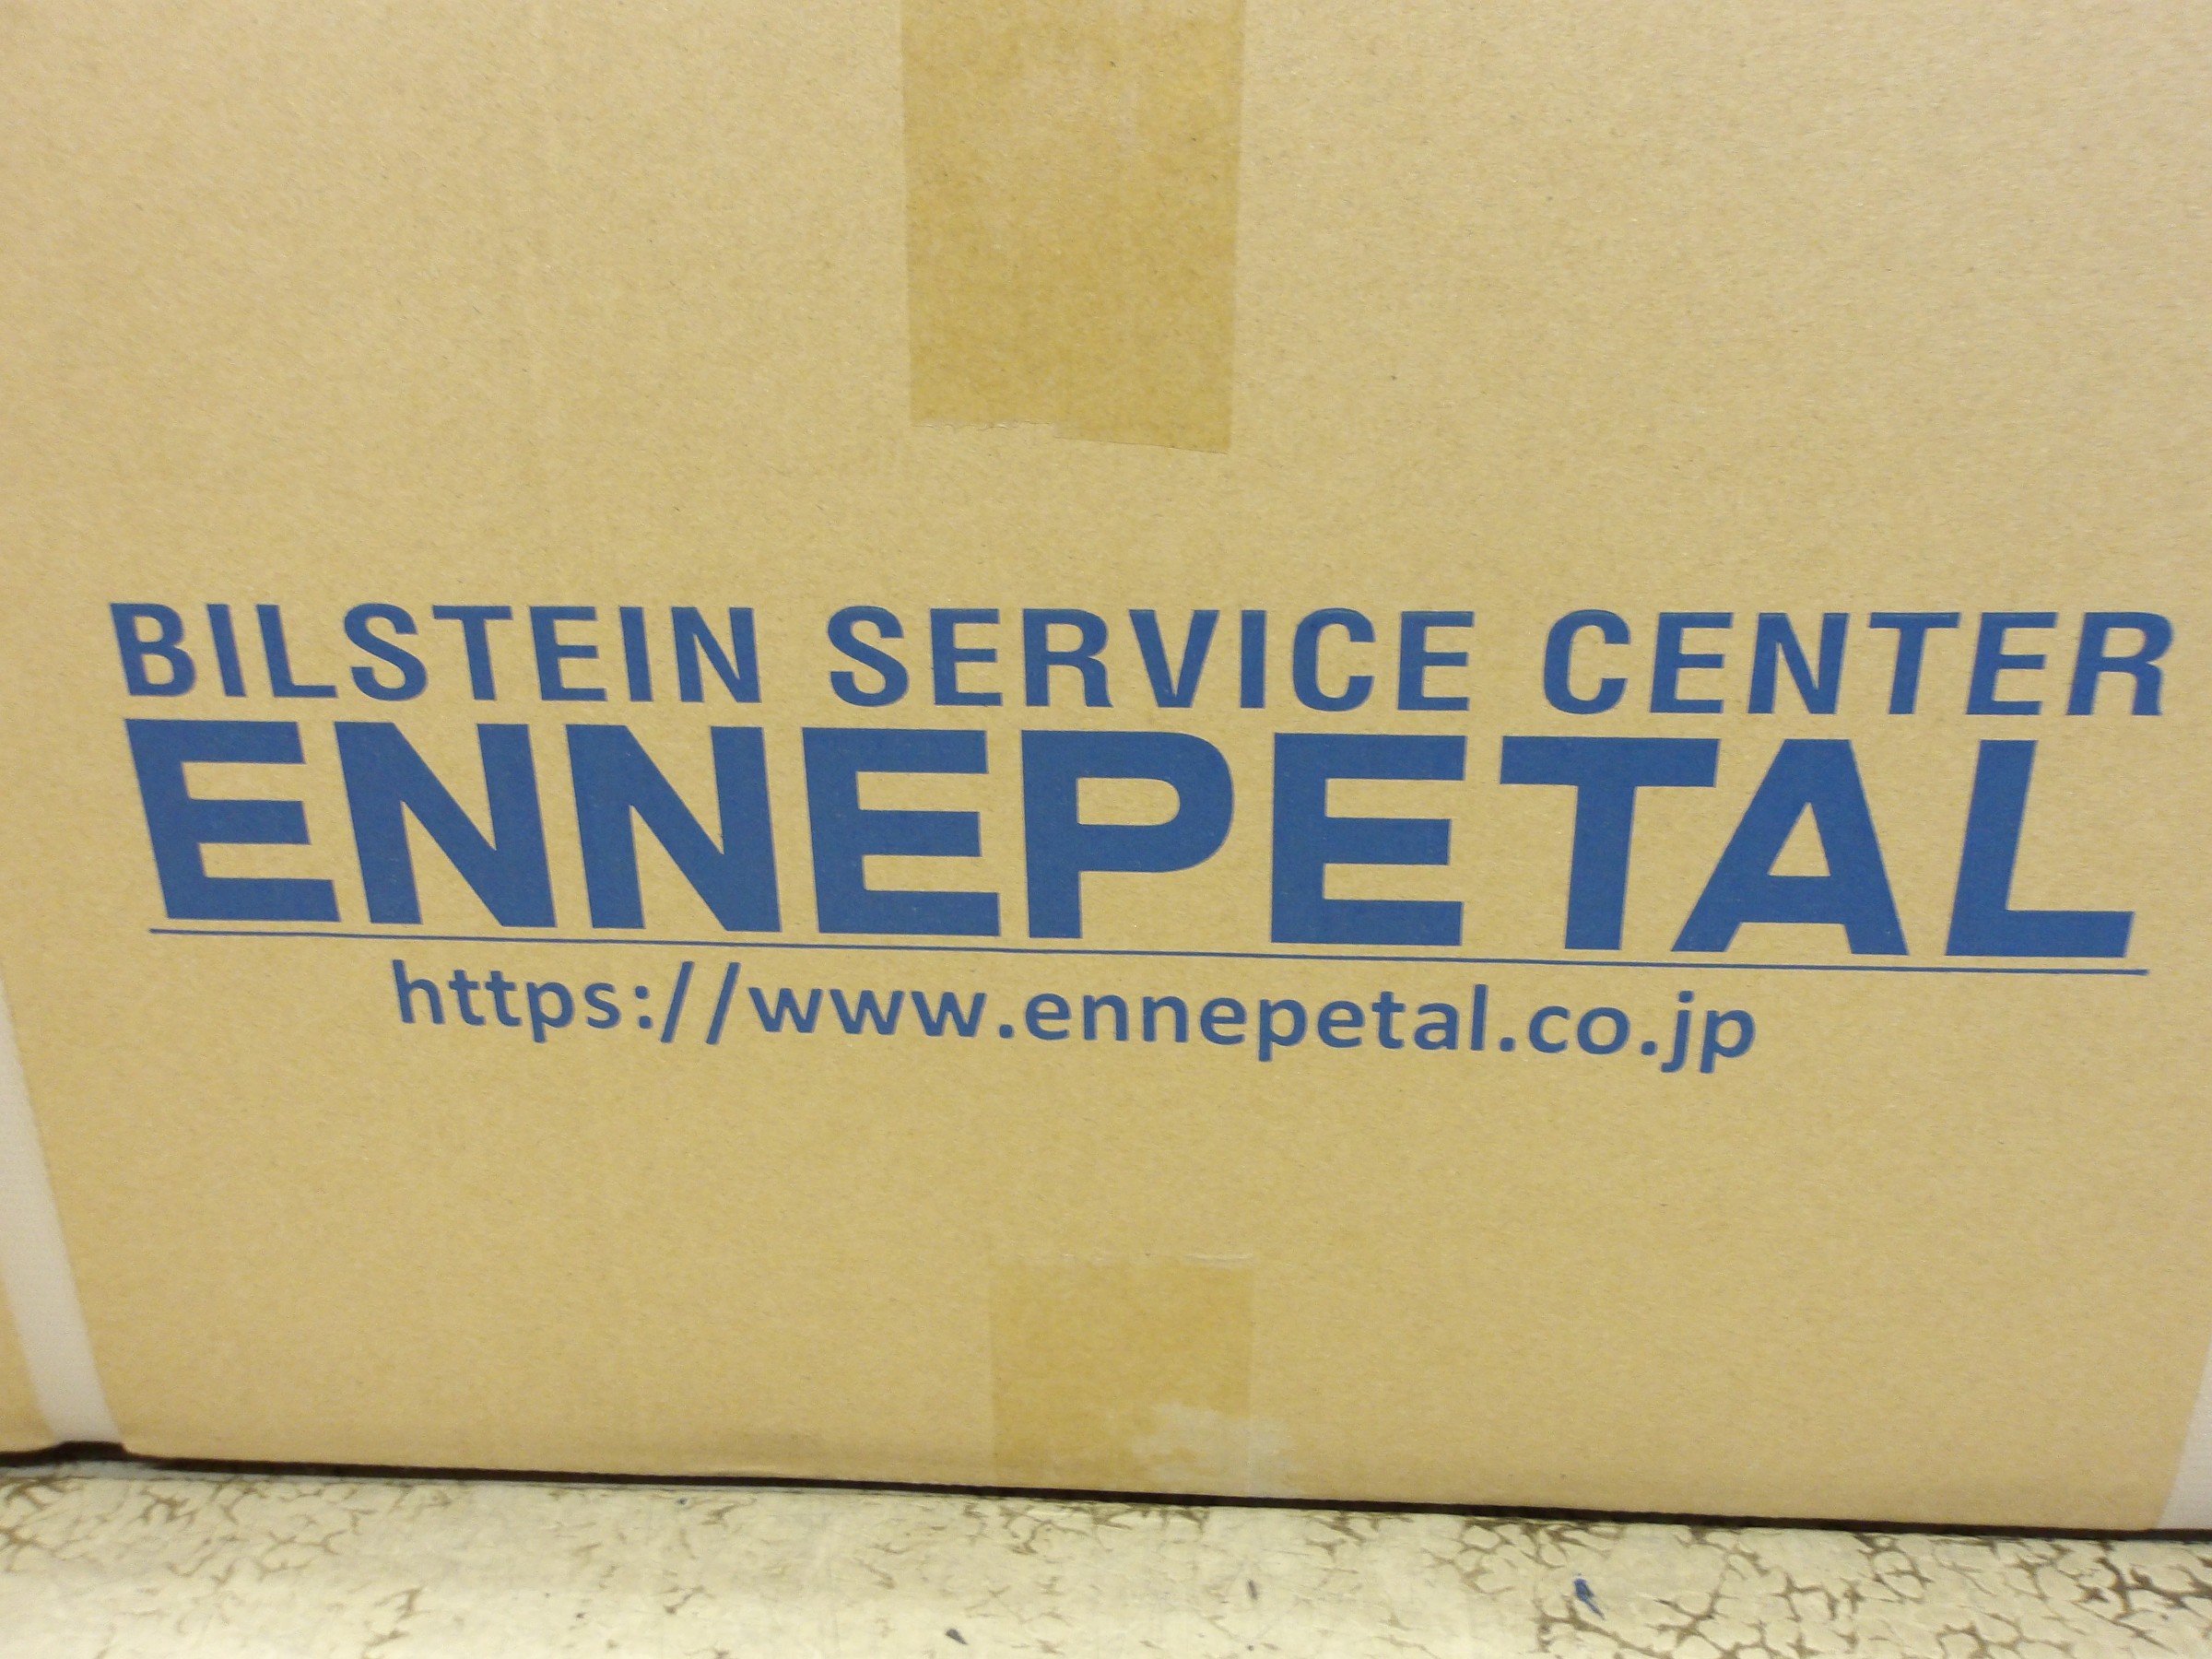 BILSTEIN SERVICE CENTER
ENNEPETAL
https://www.ennepetal.co.jp